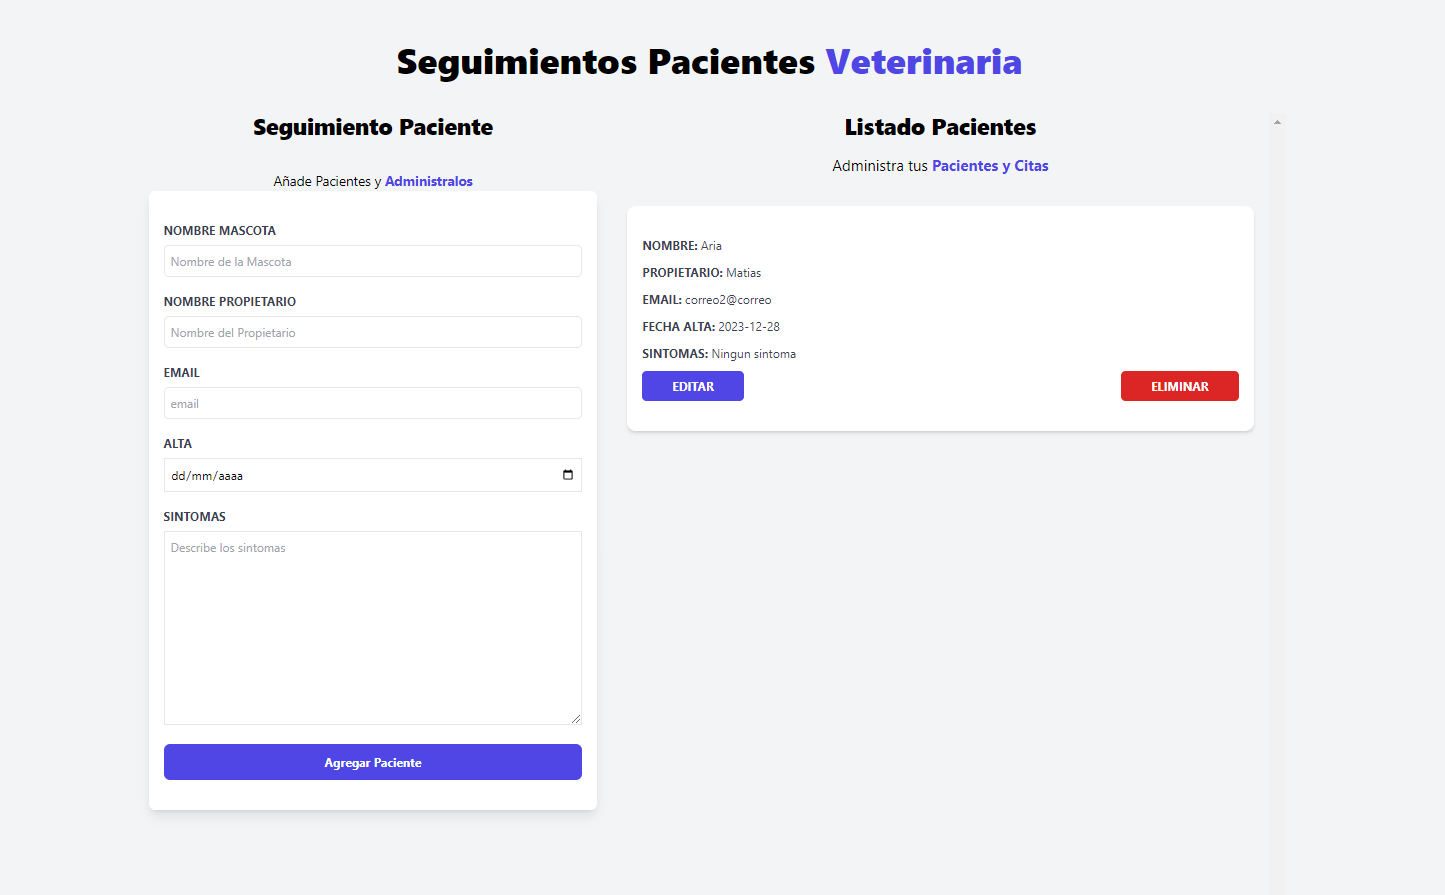 Seguimientos Pacientes Veterinaria
Seguimiento Paciente
Añade Pacientes y Administralos
NOMBRE MASCOTA
Nombre de la Mascota
NOMBRE PROPIETARIO
Nombre del Propietario
EMAIL
email
ALTA
dd/mm/aaaa
SINTOMAS
Describe los sintomas
Agregar Paciente
Listado Pacientes
Administra tus Pacientes y Citas
NOMBRE: Aria
PROPIETARIO: Matias
EMAIL: correo2@correo
FECHA ALTA: 2023-12-28
SINTOMAS: Ningun sintoma
EDITAR
ELIMINAR